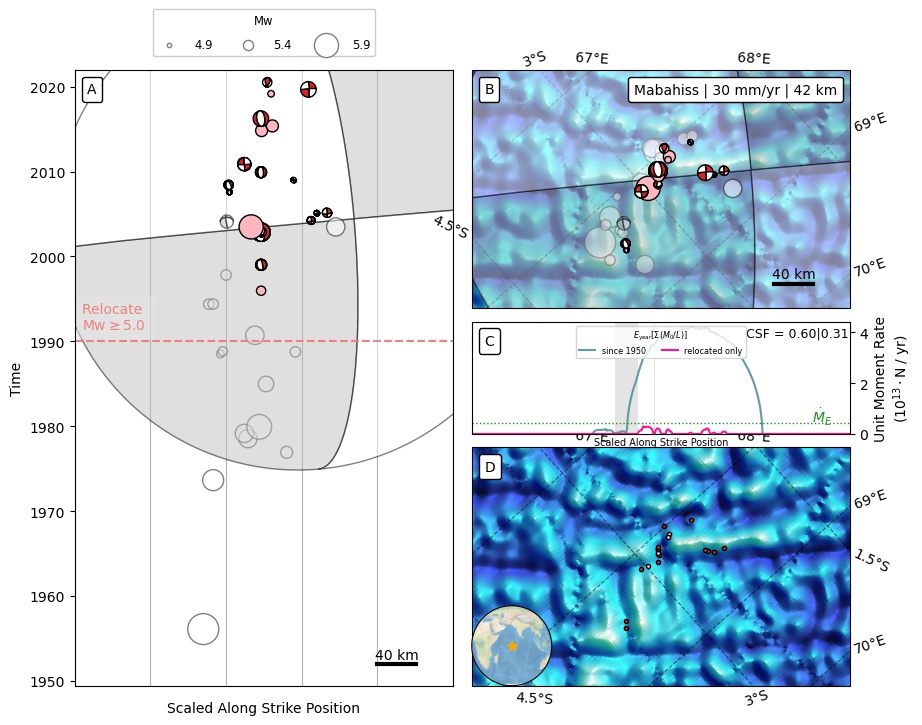 Mw
4.9 5.4 5.9
A
2020
2010
2000
1990
1980
1970
1960
1950
Time
Relocate
Mw ≥ 5.0
40 km
Scaled Along Strike Position
3°S 67°E 68°E
B
Mabahiss | 30 mm/yr | 42 km
69°E
4.5°S
70°E
40 km
C
E_year[Σ(M_0/L)]
since 1950 relocated only
CSF = 0.60|0.31
4
2
0
Ṁ_E
Unit Moment Rate
(10^13 · N / yr)
67°E 68°E
Scaled Along Strike Position
D
69°E
1.5°S
70°E
4.5°S 3°S